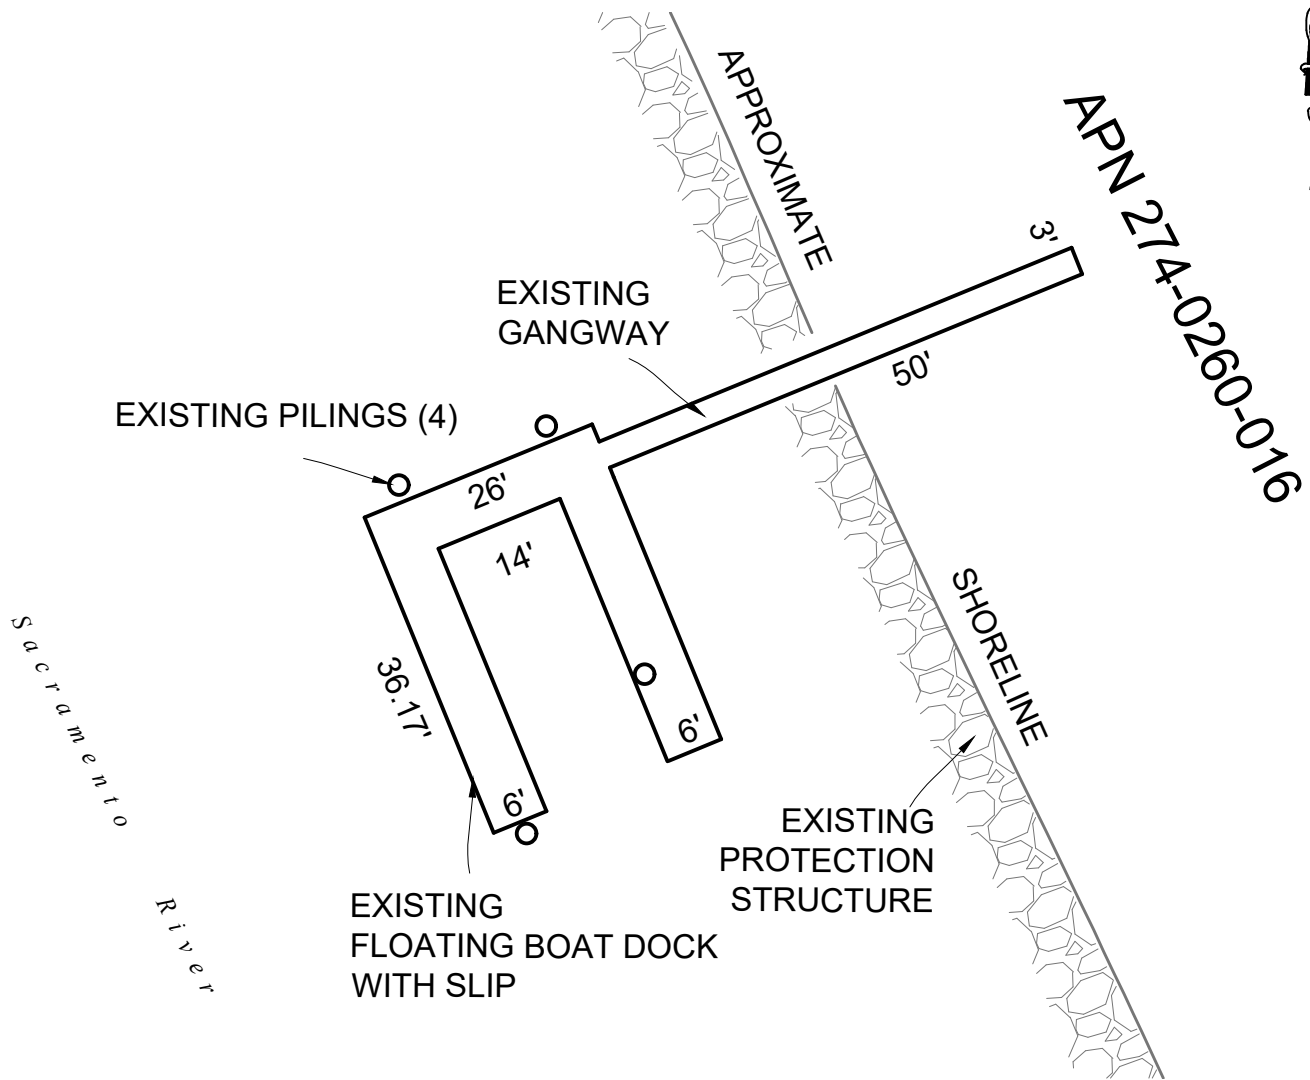 APPROXIMATE
APN 274-0260-016
3'
EXISTING
GANGWAY
50'
EXISTING PILINGS (4)
26'
14'
SHORELINE
Sacramento
River
36.17'
6'
6'
EXISTING
PROTECTION
STRUCTURE
EXISTING
FLOATING BOAT DOCK
WITH SLIP